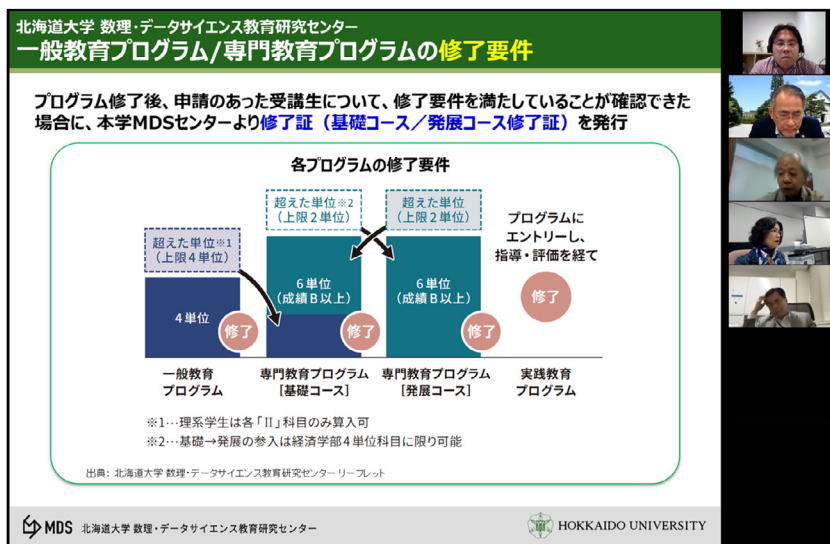 北海道大学 数理・データサイエンス教育研究センター
一般教育プログラム/専門教育プログラムの修了要件
プログラム修了後、申請のあった受講生について、修了要件を満たしていることが確認できた
場合に、本学MDSセンターより修了証（基礎コース／発展コース修了証）を発行
各プログラムの修了要件
超えた単位※1
（上限4単位）
4単位
修了
一般教育
プログラム
超えた単位※2
（上限2単位）
6単位
（成績B以上）
修了
専門教育プログラム
［基礎コース］
超えた単位
（上限2単位）
6単位
（成績B以上）
修了
専門教育プログラム
［発展コース］
プログラムに
エントリーし、
指導・評価を経て
修了
実践教育
プログラム
※1…理系学生は各「Ⅱ」科目のみ算入可
※2…基礎→発展の参入は経済学部4単位科目に限り可能
出典: 北海道大学 数理・データサイエンス教育研究センター リーフレット
MDS 北海道大学 数理・データサイエンス教育研究センター
HOKKAIDO UNIVERSITY